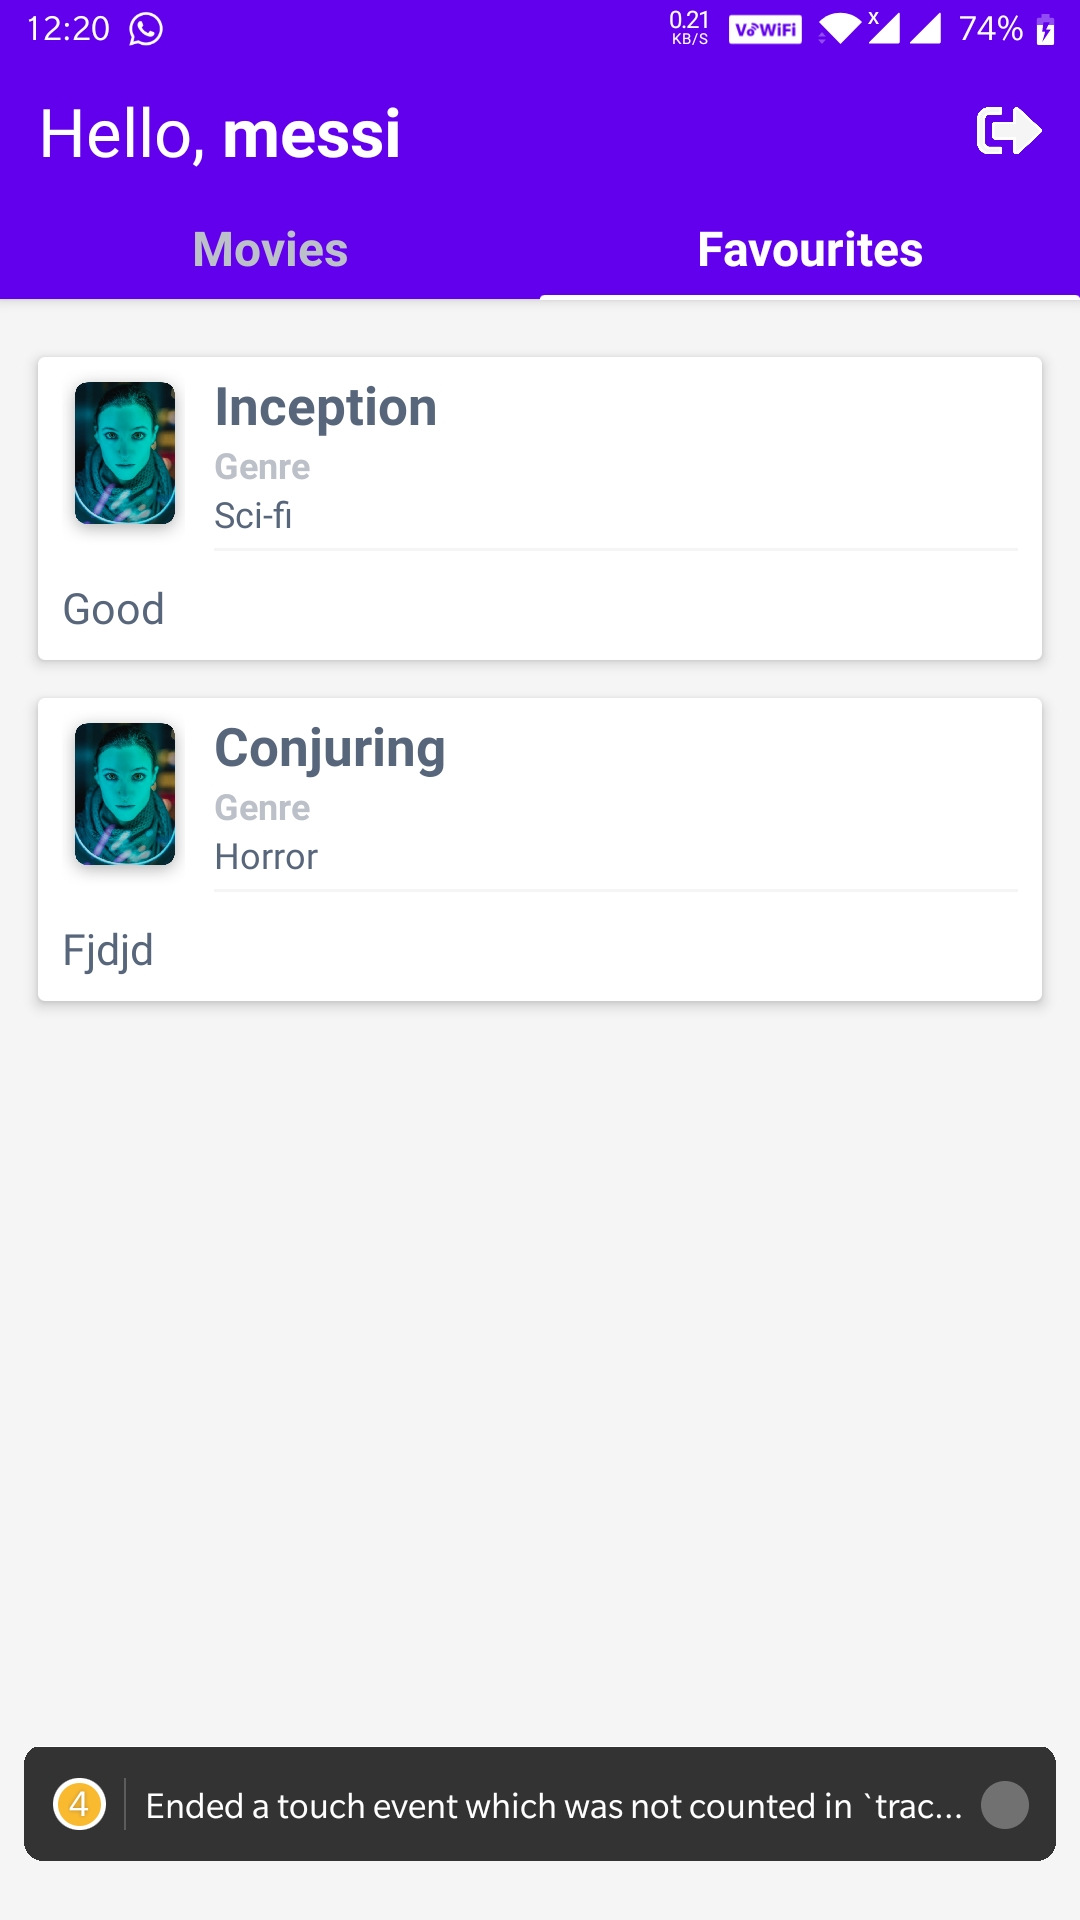 12:20 0.21 KB/S VoWiFi X 74%
Hello, messi
Movies Favourites
Inception
Genre
Sci-fi
Good
Conjuring
Genre
Horror
Fjdjd
4 Ended a touch event which was not counted in `trac...